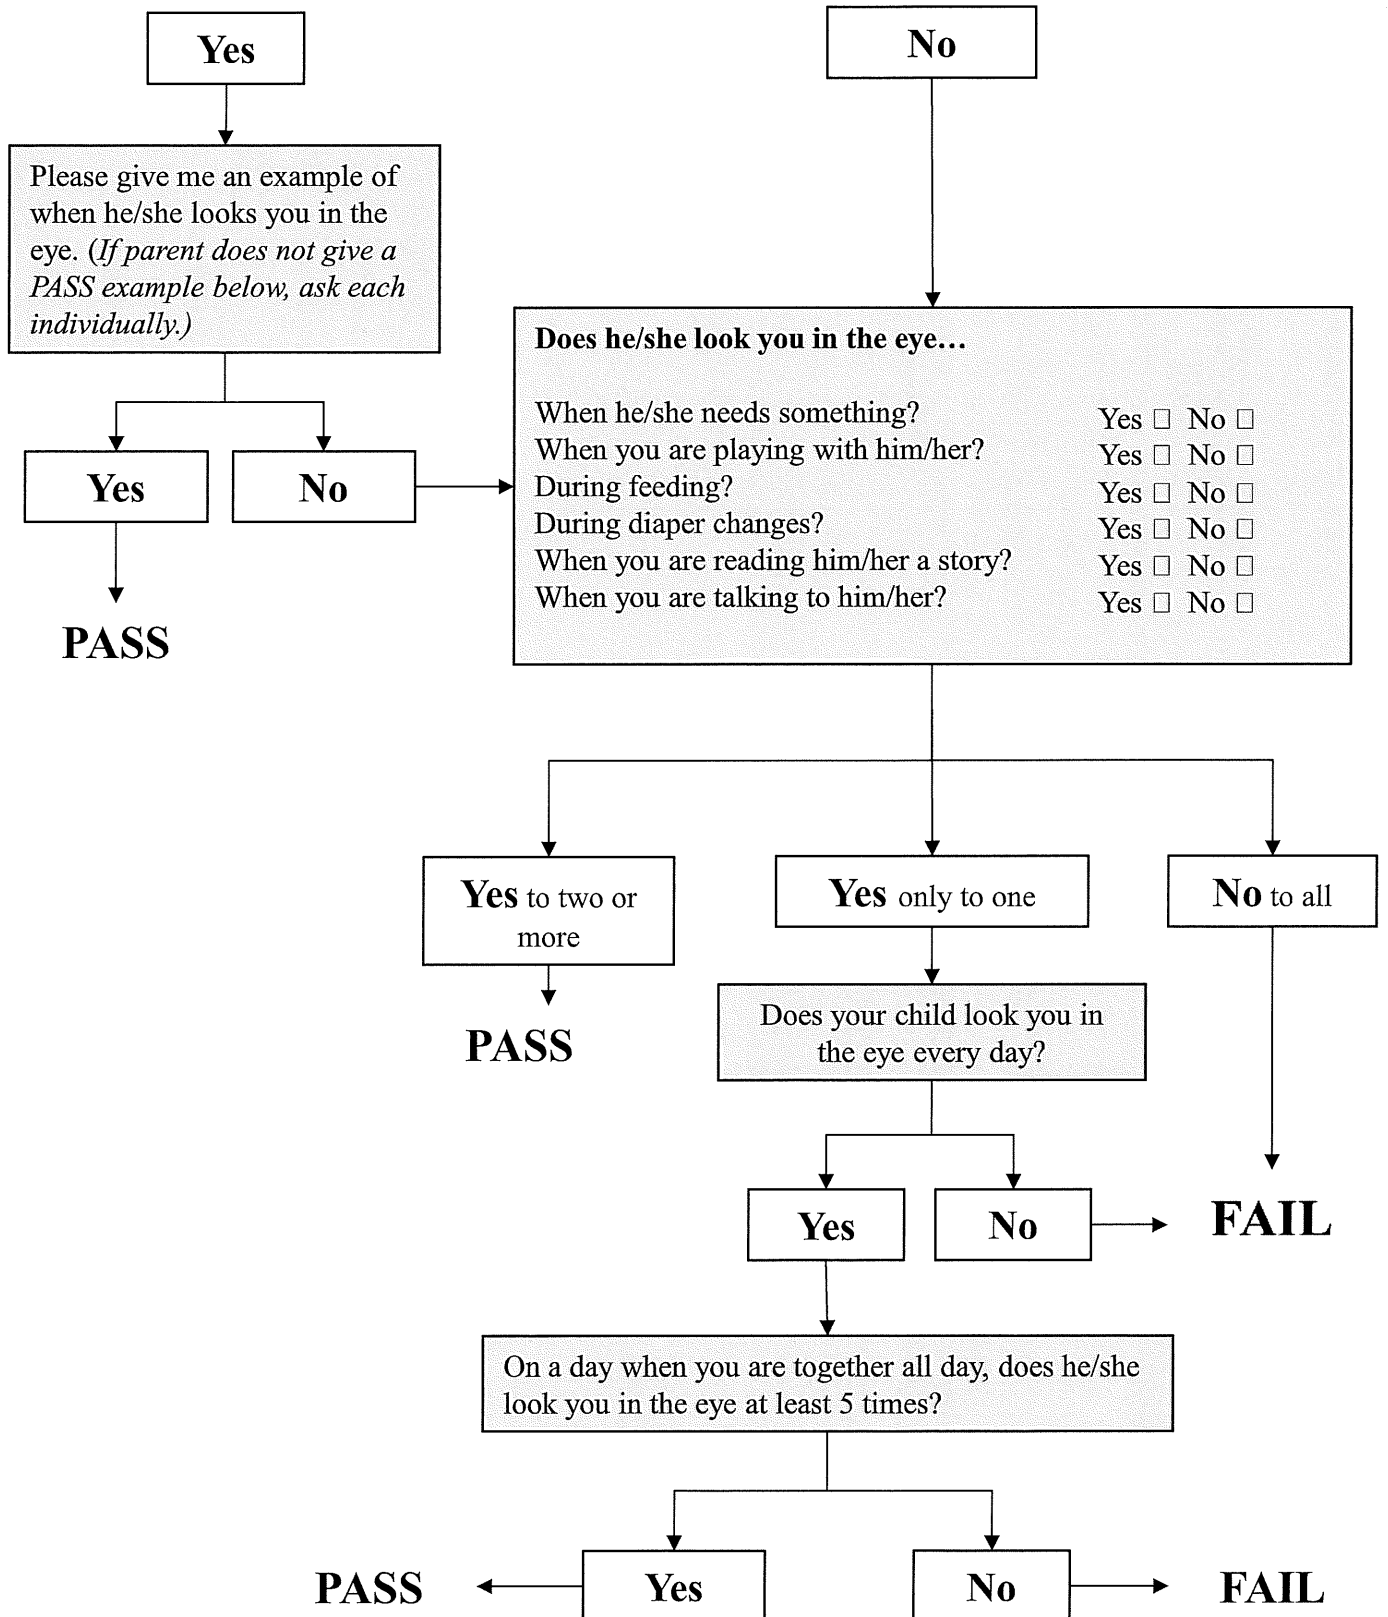 Yes
No
Please give me an example of
when he/she looks you in the
eye. (If parent does not give a
PASS example below, ask each
individually.)
Yes
No
PASS
Does he/she look you in the eye…
When he/she needs something? Yes □ No □
When you are playing with him/her? Yes □ No □
During feeding? Yes □ No □
During diaper changes? Yes □ No □
When you are reading him/her a story? Yes □ No □
When you are talking to him/her? Yes □ No □
Yes to two or
more
Yes only to one
No to all
PASS
Does your child look you in
the eye every day?
Yes
No
FAIL
On a day when you are together all day, does he/she
look you in the eye at least 5 times?
PASS
Yes
No
FAIL